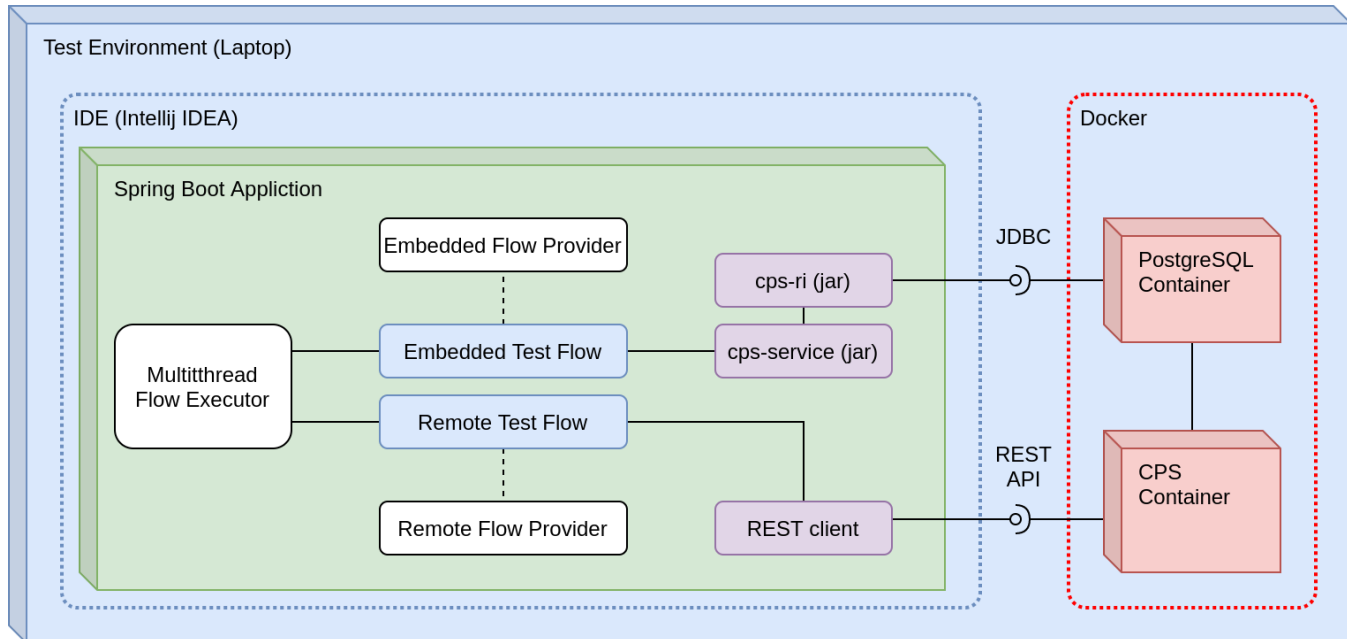 Test Environment (Laptop)
IDE (Intellij IDEA)
Docker
Spring Boot Appliction
Embedded Flow Provider
JDBC
PostgreSQL
Container
cps-ri (jar)
Embedded Test Flow
cps-service (jar)
Multitthread
Flow Executor
Remote Test Flow
REST
API
CPS
Container
Remote Flow Provider
REST client